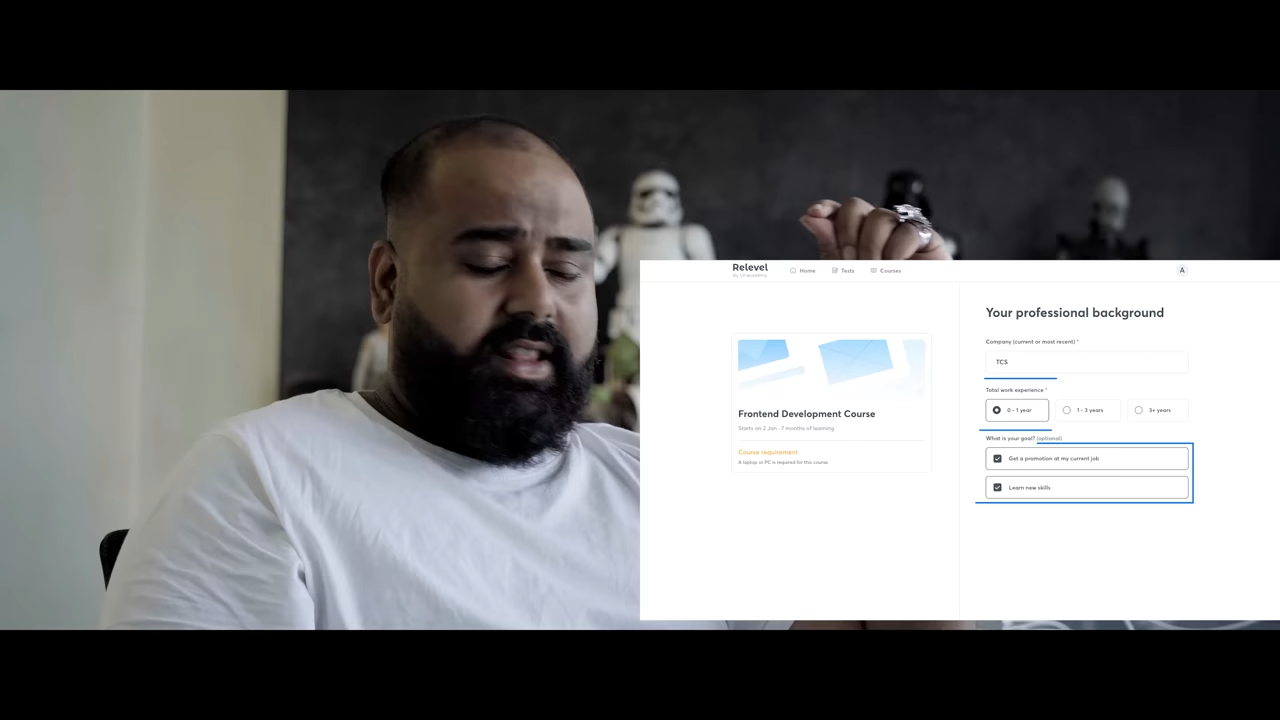 Relevel
by Unacademy
Home
Tests
Courses
A
Frontend Development Course
Starts on 2 Jan · 7 months of learning
Course requirement
A laptop or PC is required for this course
Your professional background
Company (current or most recent) *
TCS
Total work experience *
0 - 1 year
1 - 3 years
3+ years
What is your goal? (optional)
Get a promotion at my current job
Learn new skills